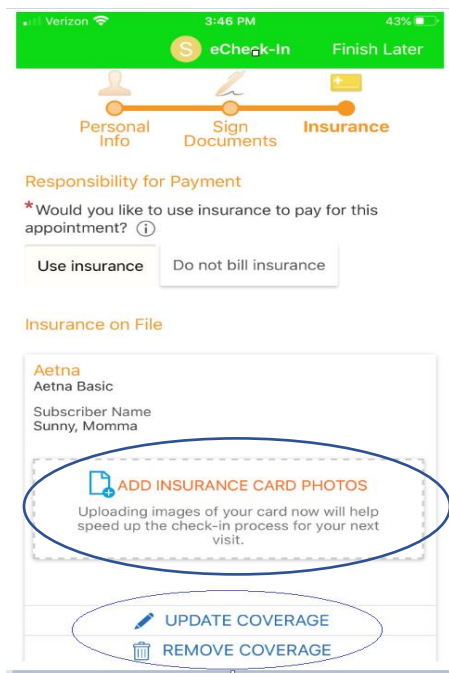 Verizon 3:46 PM 43%
S eCheck-In Finish Later
Personal Info
Sign Documents
Insurance
Responsibility for Payment
*Would you like to use insurance to pay for this
appointment? i
Use insurance Do not bill insurance
Insurance on File
Aetna
Aetna Basic
Subscriber Name
Sunny, Momma
ADD INSURANCE CARD PHOTOS
Uploading images of your card now will help
speed up the check-in process for your next
visit.
UPDATE COVERAGE
REMOVE COVERAGE